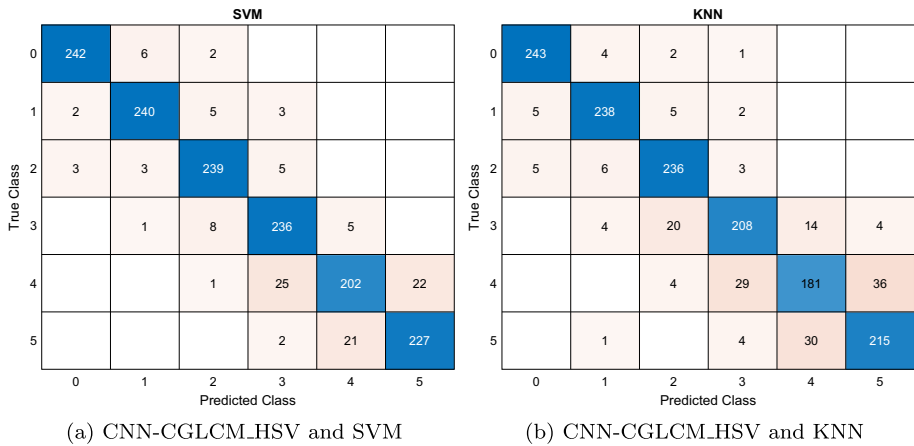 SVM
True Class
0 242 6 2
1 2 240 5 3
2 3 3 239 5
3 1 8 236 5
4 1 25 202 22
5 2 21 227
0 1 2 3 4 5
Predicted Class
(a) CNN-CGLCM_HSV and SVM
KNN
True Class
0 243 4 2 1
1 5 238 5 2
2 5 6 236 3
3 4 20 208 14 4
4 4 29 181 36
5 1 4 30 215
0 1 2 3 4 5
Predicted Class
(b) CNN-CGLCM_HSV and KNN